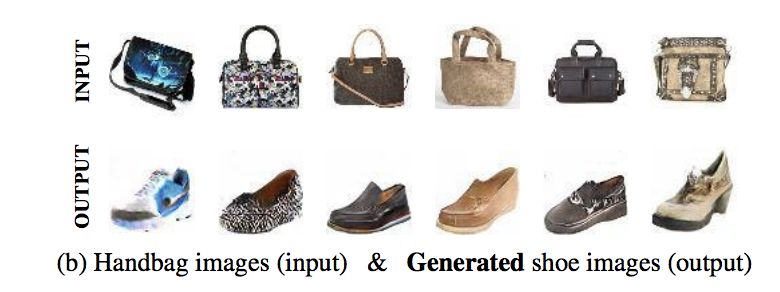 INPUT
OUTPUT
(b) Handbag images (input) & Generated shoe images (output)